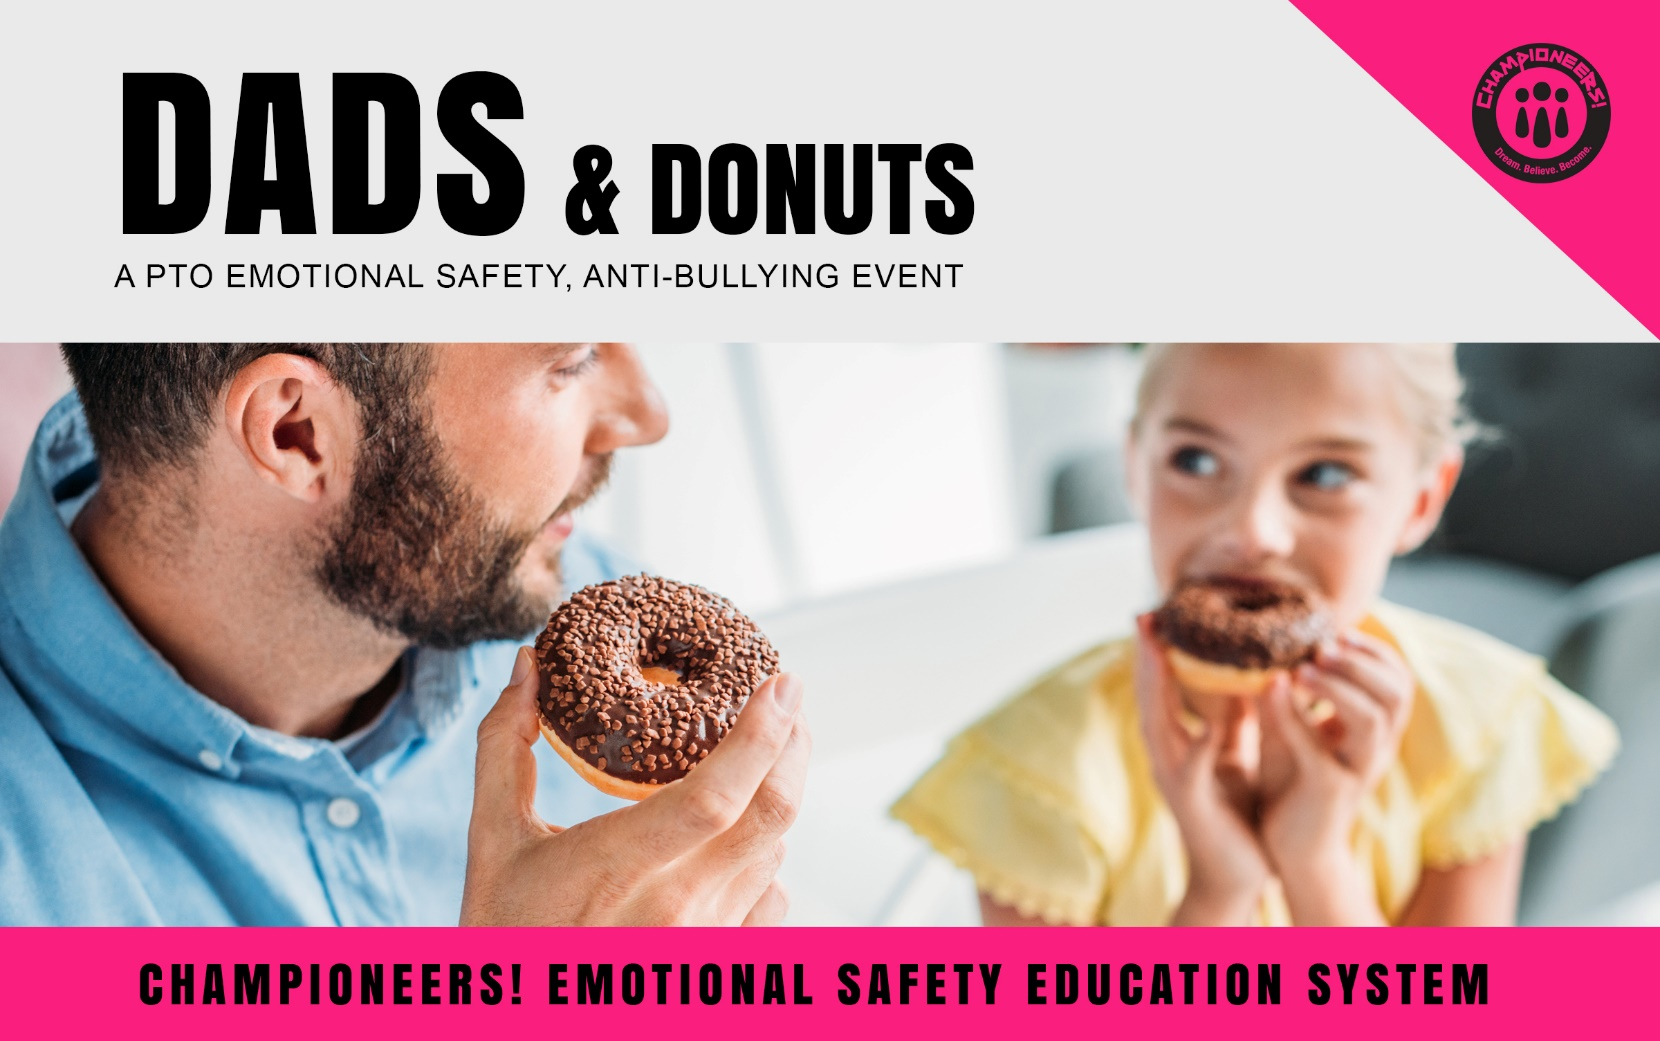 DADS & DONUTS
A PTO EMOTIONAL SAFETY, ANTI-BULLYING EVENT
CHAMPIONEERS!
Dream. Believe. Become.
CHAMPIONEERS! EMOTIONAL SAFETY EDUCATION SYSTEM